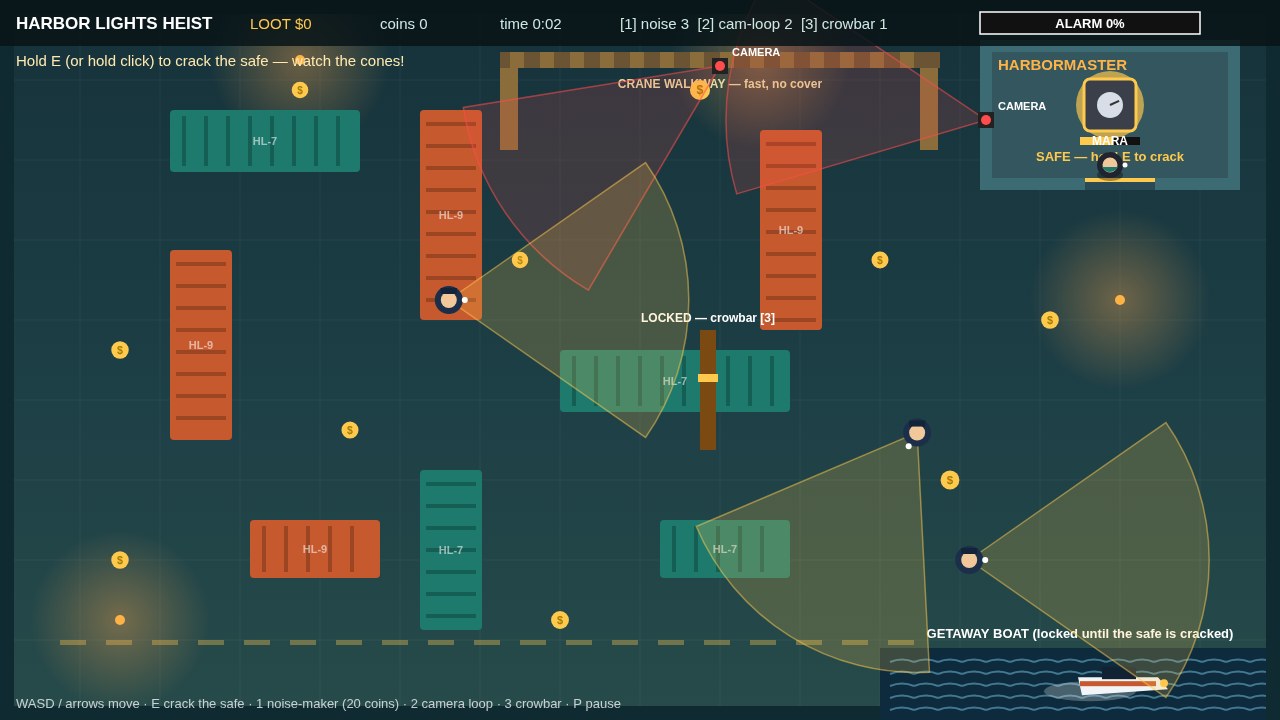 HARBOR LIGHTS HEIST LOOT $0 coins 0 time 0:02 [1] noise 3 [2] cam-loop 2 [3] crowbar 1 ALARM 0%
Hold E (or hold click) to crack the safe — watch the cones!
CAMERA
CRANE WALKWAY — fast, no cover
HARBORMASTER
CAMERA
MARA
SAFE — hold E to crack
$
$
HL-7
HL-9
HL-9
$
$
$
LOCKED — crowbar [3]
HL-9
$
HL-7
$
$
HL-9
HL-7
HL-7
$
$
$
GETAWAY BOAT (locked until the safe is cracked)
WASD / arrows move · E crack the safe · 1 noise-maker (20 coins) · 2 camera loop · 3 crowbar · P pause